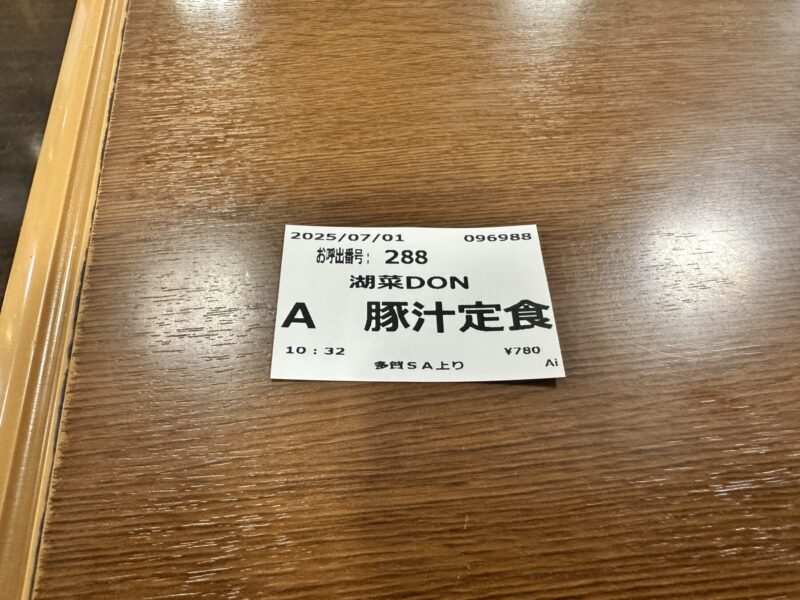 2025/07/01 096988
お呼出番号： 288
湖菜DON
A 豚汁定食
10：32 ¥780
多賀ＳＡ上り Ai